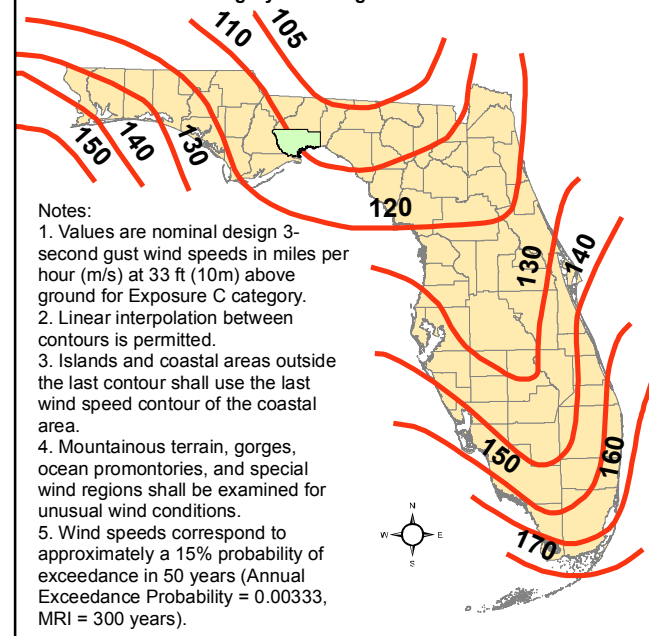 105
110
150
140
130
120
130
140
Notes:
1. Values are nominal design 3-
second gust wind speeds in miles per
hour (m/s) at 33 ft (10m) above
ground for Exposure C category.
2. Linear interpolation between
contours is permitted.
3. Islands and coastal areas outside
the last contour shall use the last
wind speed contour of the coastal
area.
4. Mountainous terrain, gorges,
ocean promontories, and special
wind regions shall be examined for
unusual wind conditions.
5. Wind speeds correspond to
approximately a 15% probability of
exceedance in 50 years (Annual
Exceedance Probability = 0.00333,
MRI = 300 years).
150
160
170
N
W E
S